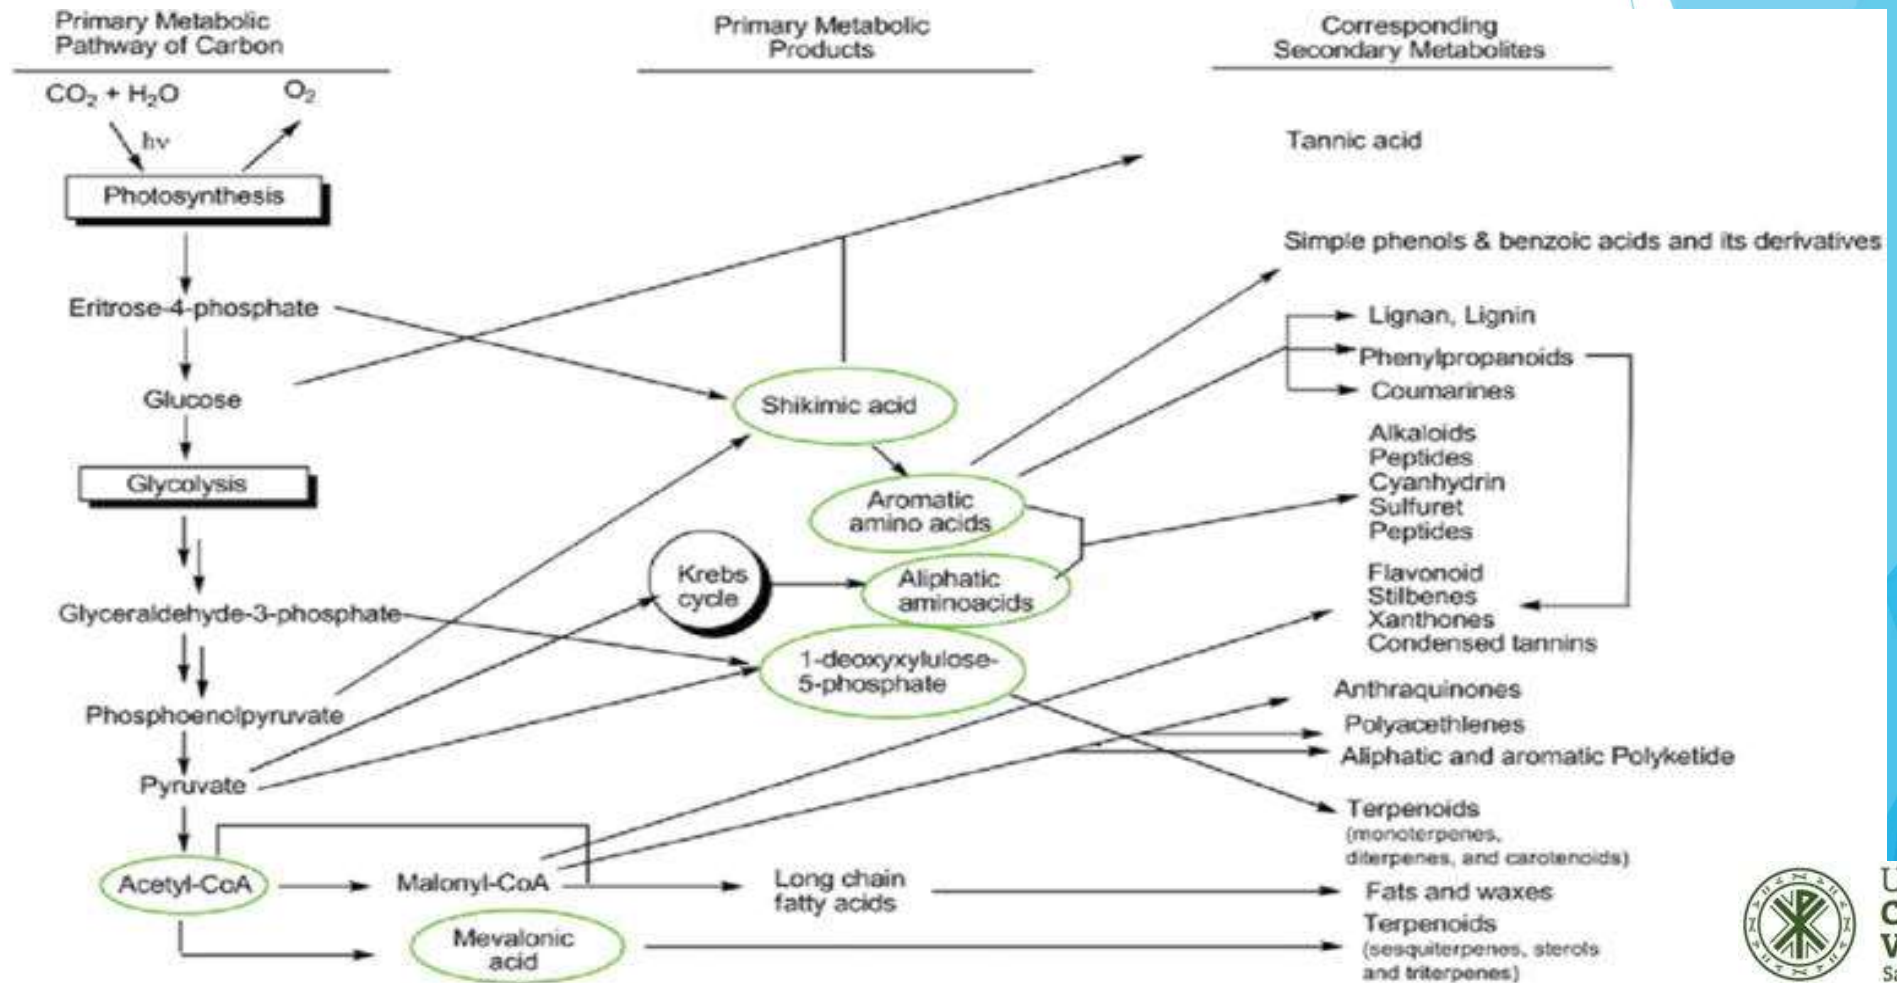 Primary Metabolic
Pathway of Carbon
Primary Metabolic
Products
Corresponding
Secondary Metabolites
CO₂ + H₂O
O₂
hν
Photosynthesis
Eritrose-4-phosphate
Glucose
Glycolysis
Glyceraldehyde-3-phosphate
Phosphoenolpyruvate
Pyruvate
Acetyl-CoA
Malonyl-CoA
Mevalonic
acid
Long chain
fatty acids
Shikimic acid
Aromatic
amino acids
Krebs
cycle
Aliphatic
aminoacids
1-deoxyxylulose-
5-phosphate
Tannic acid
Simple phenols & benzoic acids and its derivatives
Lignan, Lignin
Phenylpropanoids
Coumarines
Alkaloids
Peptides
Cyanhydrin
Sulfuret
Peptides
Flavonoid
Stilbenes
Xanthones
Condensed tannins
Anthraquinones
Polyacethlenes
Aliphatic and aromatic Polyketide
Terpenoids
(monoterpenes,
diterpenes, and carotenoids)
Fats and waxes
Terpenoids
(sesquiterpenes, sterols
and triterpenes)